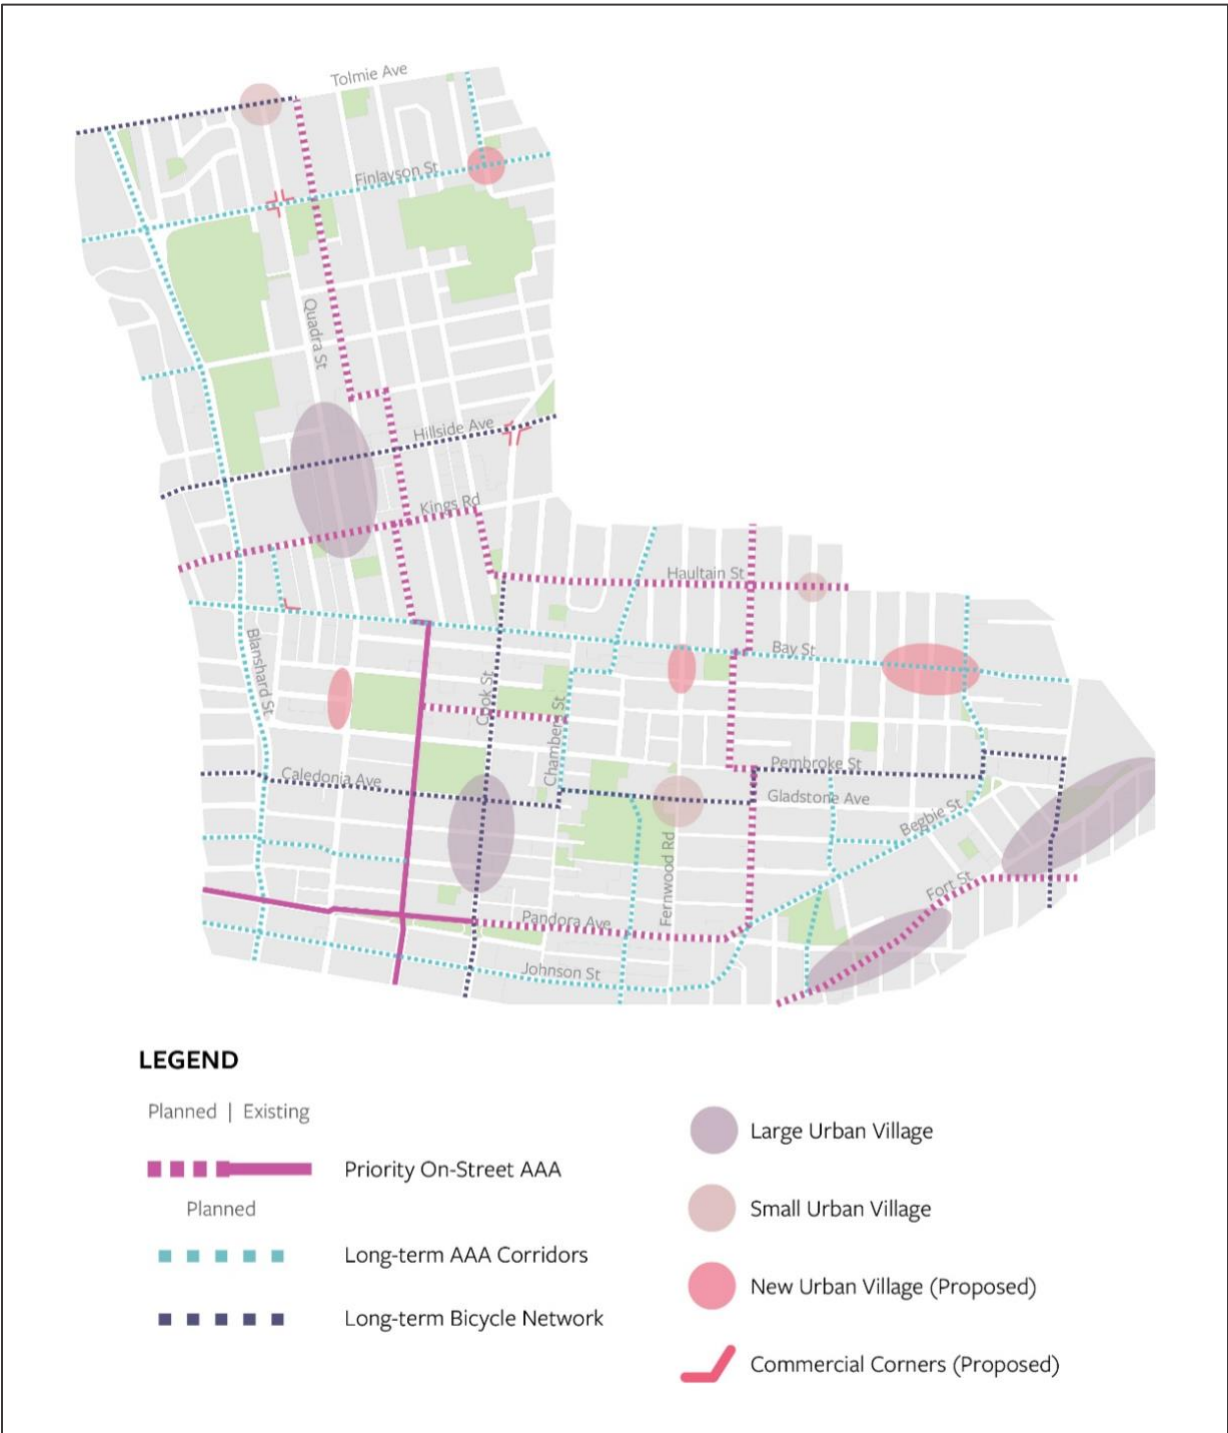 Tolmie Ave
Finlayson St
Quadra St
Hillside Ave
Kings Rd
Haultain St
Bay St
Blanshard St
Cook St
Chambers St
Caledonia Ave
Pembroke St
Gladstone Ave
Begbie St
Fernwood Rd
Fort St
Pandora Ave
Johnson St
LEGEND
Planned | Existing
Priority On-Street AAA
Planned
Long-term AAA Corridors
Long-term Bicycle Network
Large Urban Village
Small Urban Village
New Urban Village (Proposed)
Commercial Corners (Proposed)